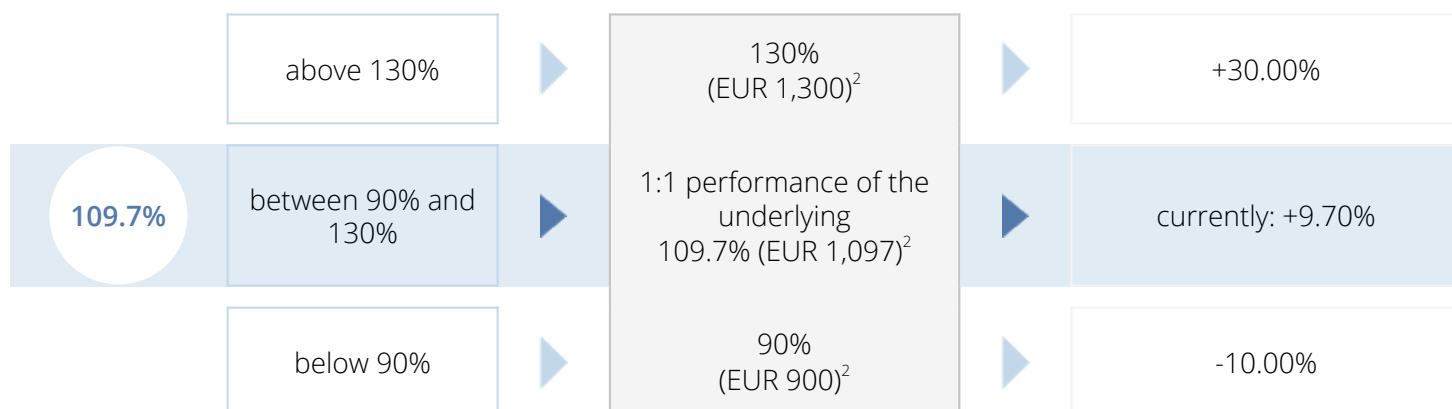 above 130%
130%
(EUR 1,300)²
+30.00%
109.7%
between 90% and
130%
1:1 performance of the
underlying
109.7% (EUR 1,097)²
currently: +9.70%
below 90%
90%
(EUR 900)²
-10.00%